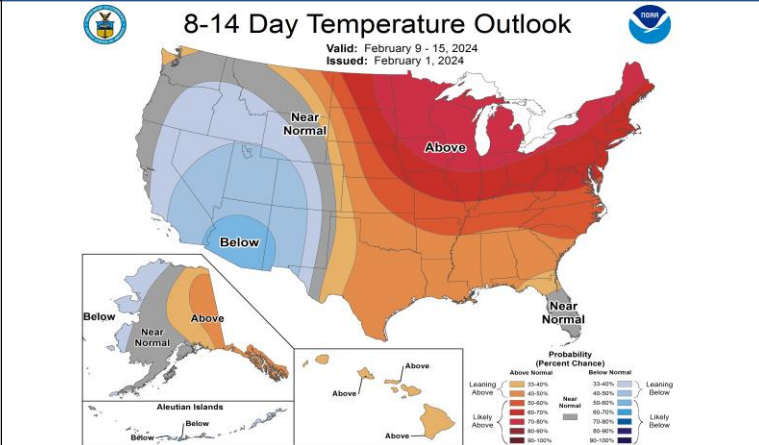 8-14 Day Temperature Outlook
Valid: February 9 - 15, 2024
Issued: February 1, 2024
NOAA
Near
Normal
Above
Below
Near
Normal
Below
Near
Normal
Above
Aleutian Islands
Below
Below
Above
Above
Above
Probability
(Percent Chance)
Above Normal
Below Normal
Leaning
Above
33-40%
40-50%
Likely
Above
50-60%
60-70%
70-80%
80-90%
90-100%
Near
Normal
33-40%
40-50%
Leaning
Below
50-60%
60-70%
70-80%
80-90%
90-100%
Likely
Below